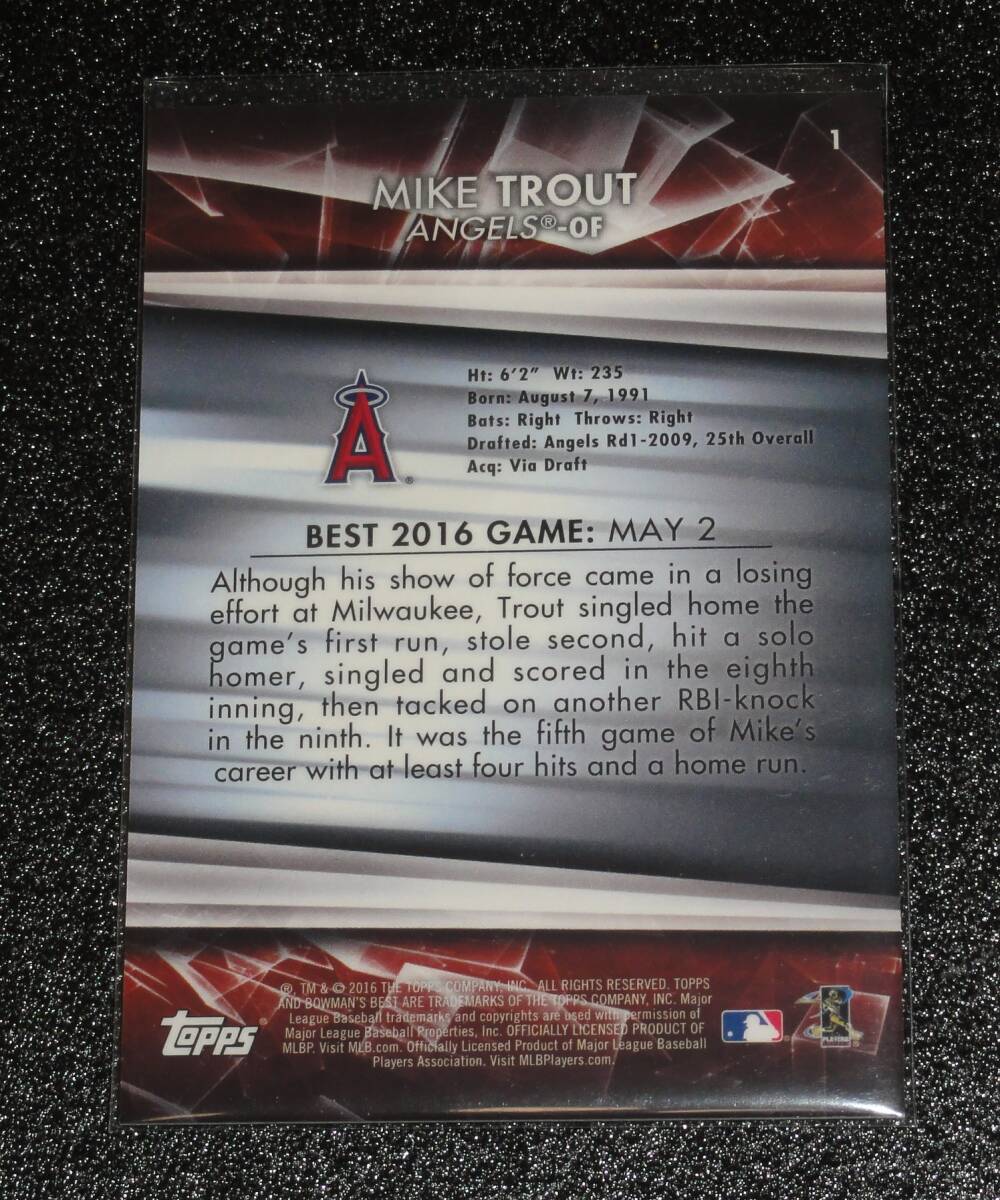 1
MIKE TROUT
ANGELS®-OF
A®
Ht: 6'2" Wt: 235
Born: August 7, 1991
Bats: Right Throws: Right
Drafted: Angels Rd1-2009, 25th Overall
Acq: Via Draft
BEST 2016 GAME: MAY 2
Although his show of force came in a losing
effort at Milwaukee, Trout singled home the
game's first run, stole second, hit a solo
homer, singled and scored in the eighth
inning, then tacked on another RBI-knock
in the ninth. It was the fifth game of Mike's
career with at least four hits and a home run.
®, TM & © 2016 THE TOPPS COMPANY, INC. ALL RIGHTS RESERVED. TOPPS
AND BOWMAN'S BEST ARE TRADEMARKS OF THE TOPPS COMPANY, INC. Major
League Baseball trademarks and copyrights are used with permission of
Major League Baseball Properties, Inc. OFFICIALLY LICENSED PRODUCT OF
MLBP. Visit MLB.com. Officially Licensed Product of Major League Baseball
Players Association. Visit MLBPlayers.com.
topps®
PLAYERS